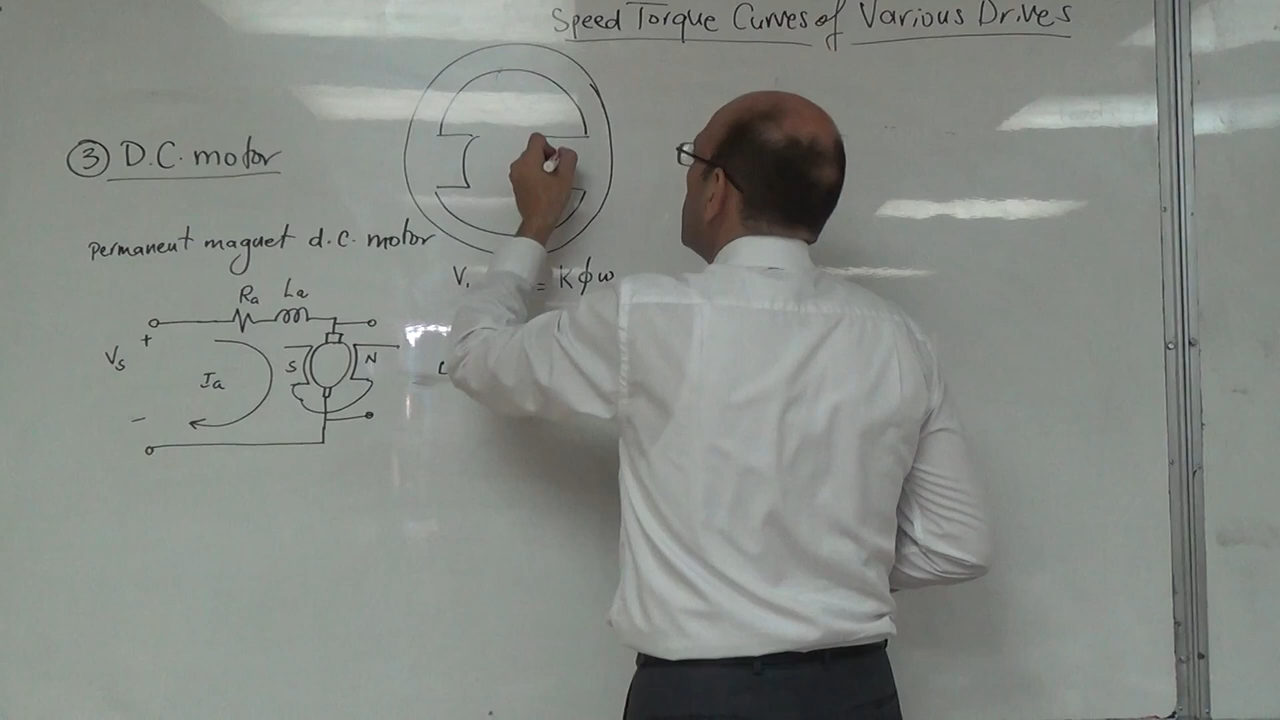 Speed Torque Curves of Various Drives
③ D.C. motor
permanent magnet d.c. motor
V. = Kϕω
Ra La
+
Vs
Ia
S N
-